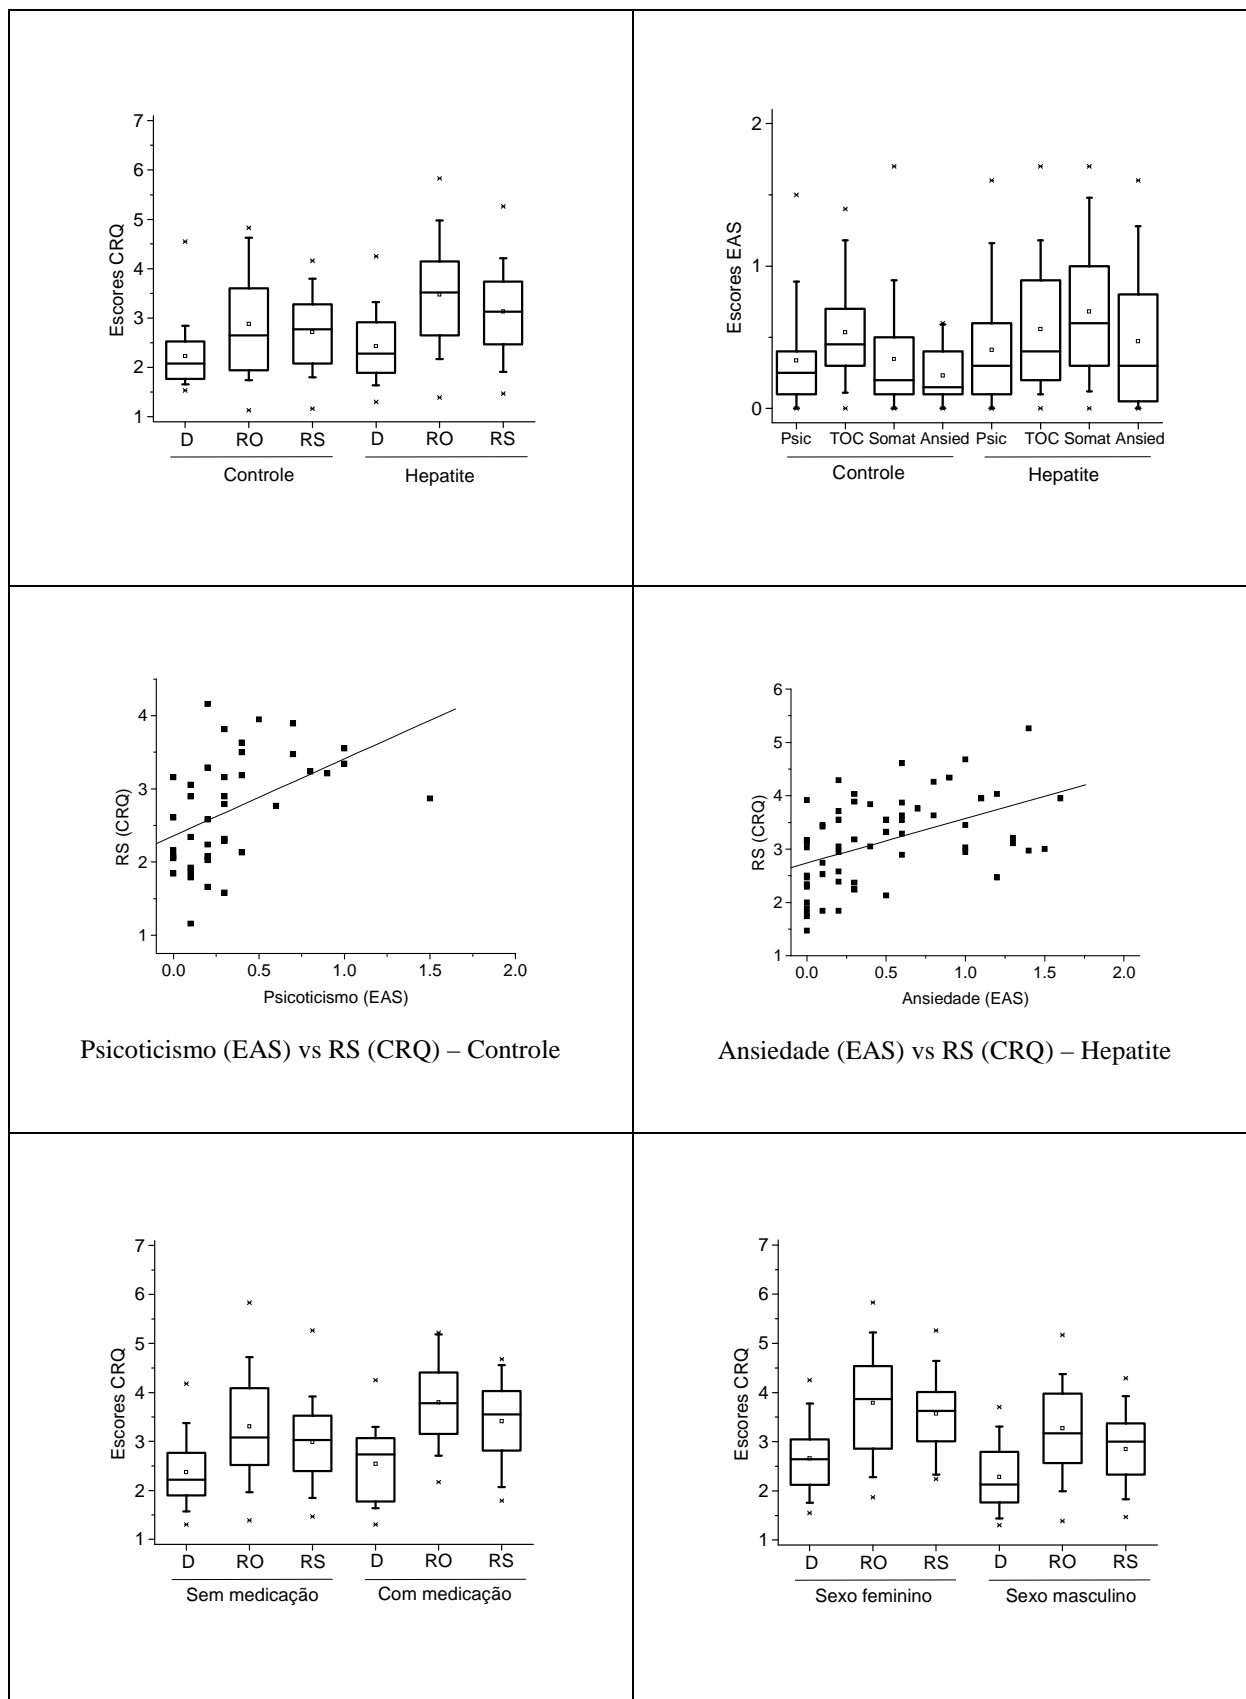 7
6
5
4
3
2
1
Escores CRQ
D RO RS D RO RS
Controle Hepatite
2
1
0
Escores EAS
Psic TOC Somat Ansied Psic TOC Somat Ansied
Controle Hepatite
4
3
2
1
RS (CRQ)
0.0 0.5 1.0 1.5 2.0
Psicoticismo (EAS)
Psicoticismo (EAS) vs RS (CRQ) – Controle
6
5
4
3
2
1
RS (CRQ)
0.0 0.5 1.0 1.5 2.0
Ansiedade (EAS)
Ansiedade (EAS) vs RS (CRQ) – Hepatite
7
6
5
4
3
2
1
Escores CRQ
D RO RS D RO RS
Sem medicação Com medicação
7
6
5
4
3
2
1
Escores CRQ
D RO RS D RO RS
Sexo feminino Sexo masculino